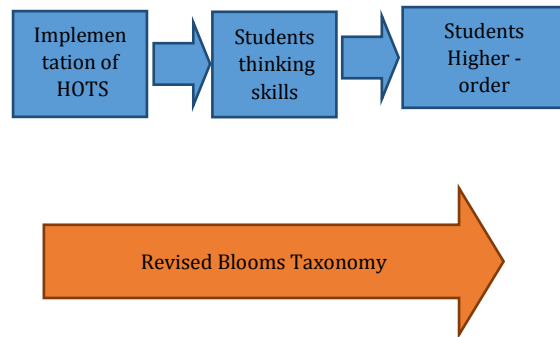 Implemen
tation of
HOTS
Students
thinking
skills
Students
Higher -
order
Revised Blooms Taxonomy